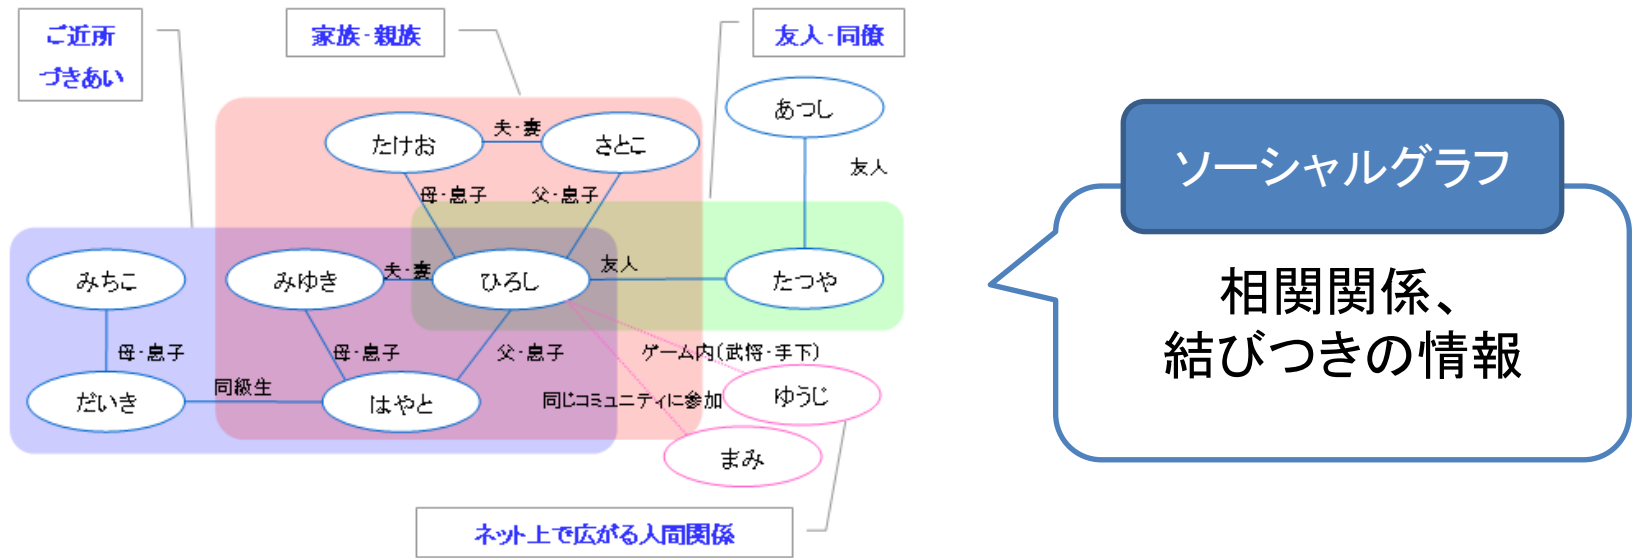 ご近所
づきあい
家族・親族
友人・同僚
あつし
たけお
夫・妻
さとこ
友人
母・息子
父・息子
みちこ
みゆき
夫・妻
ひろし
友人
たつや
母・息子
母・息子
父・息子
ゲーム内(武将・手下)
だいき
同級生
はやと
同じコミュニティに参加
ゆうじ
まみ
ネット上で広がる人間関係
ソーシャルグラフ
相関関係、
結びつきの情報